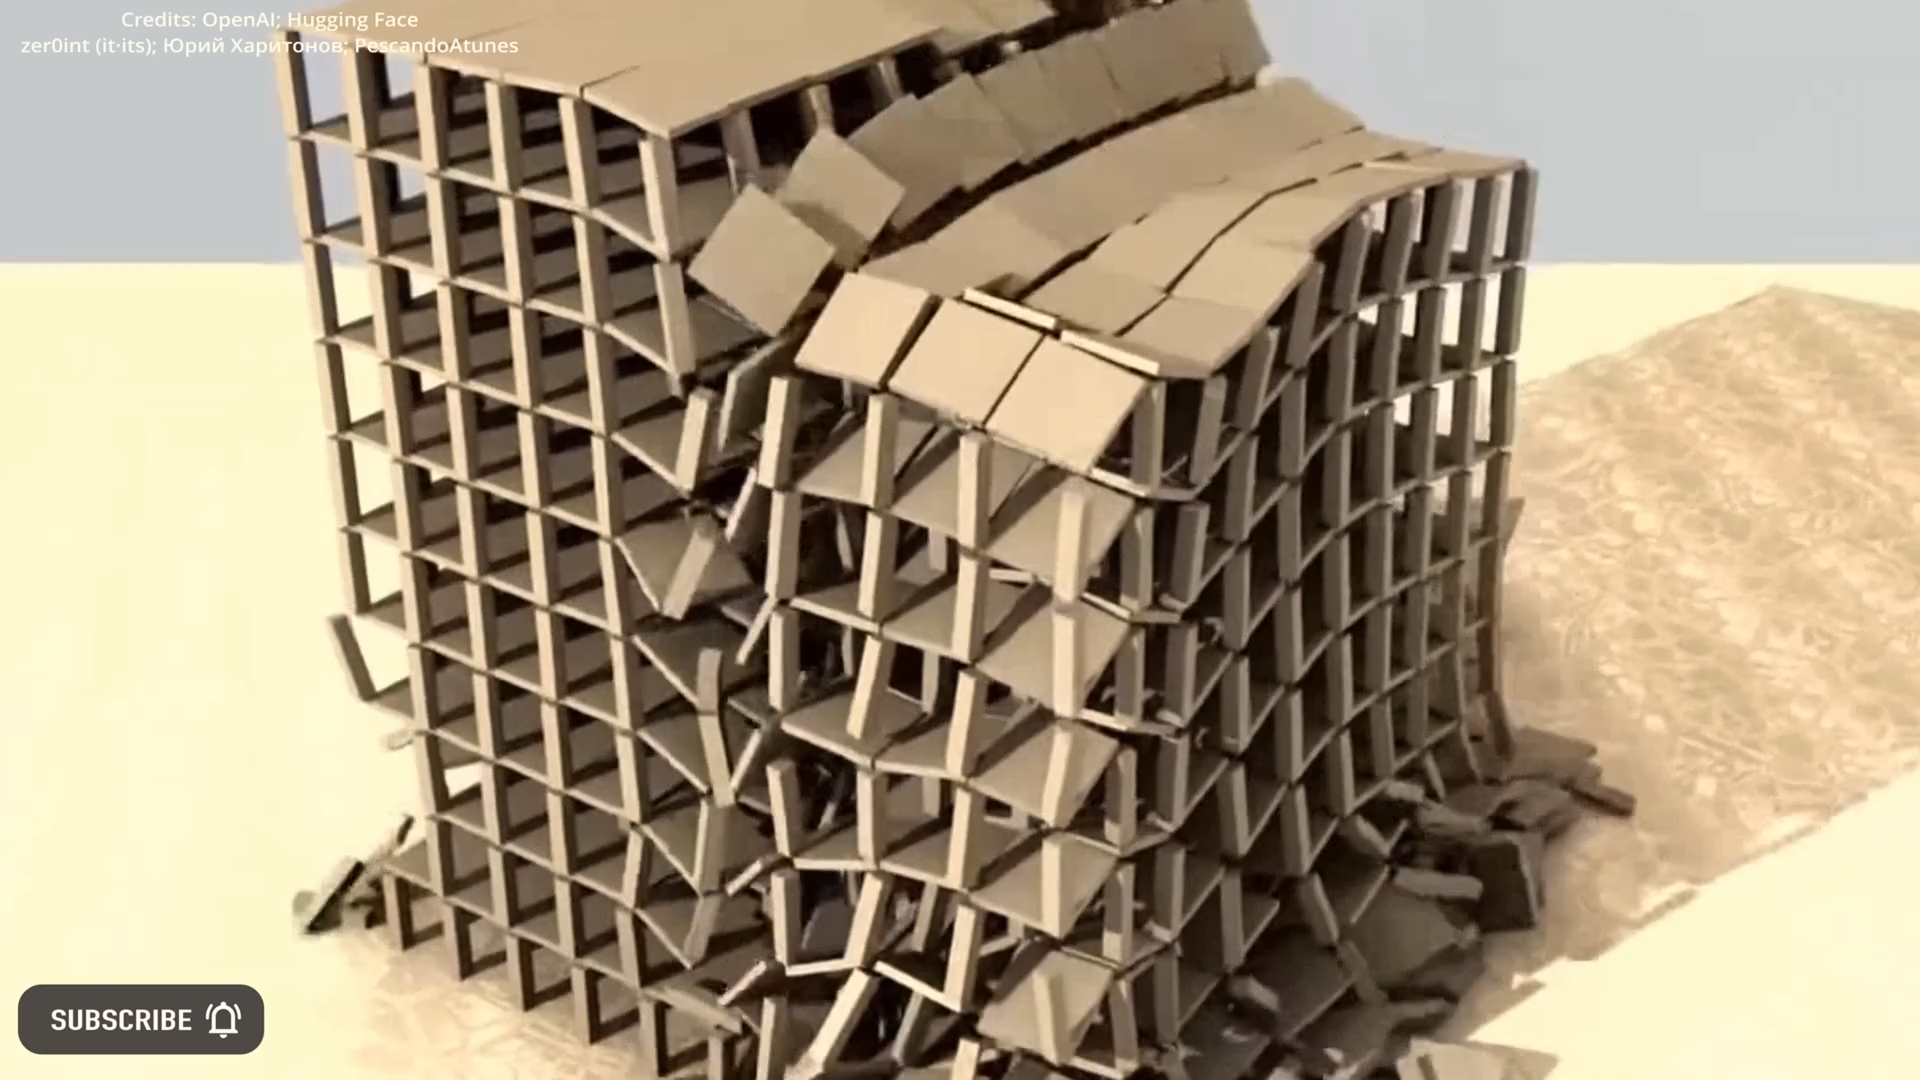 Credits: OpenAI; Hugging Face
zer0int (it·its); Юрий Харитонов; PescandoAtunes
SUBSCRIBE